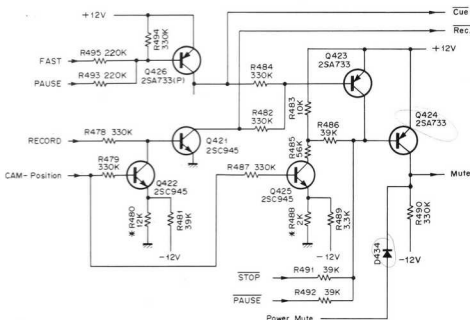 Cue
+12V
Rec.
R494
330K
R495 220K
FAST
PAUSE
R493 220K
Q426
2SA733(P)
R484
330K
Q423
2SA733
+12V
R483
10K
Q424
2SA733
R482
330K
R486
39K
RECORD
R478 330K
Q421
2SC945
R485
56K
R479
330K
R487 330K
CAM-Position
Q422
2SC945
Q425
2SC945
Mute
*R480
12K
R481
39K
*R488
2K
R489
3.3K
R490
330K
-12V
-12V
D434
-12V
STOP
R491 39K
PAUSE
R492 39K
Power Mute